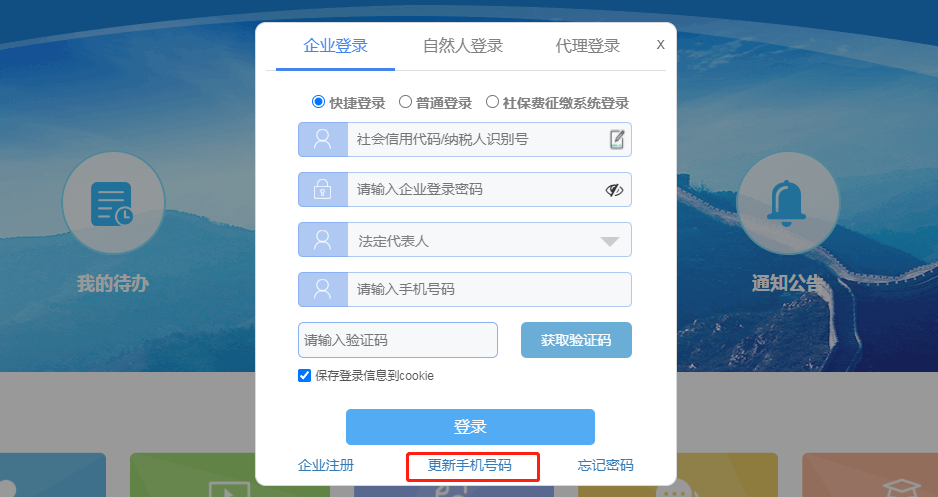 企业登录 自然人登录 代理登录 X
快捷登录 普通登录 社保费征缴系统登录
社会信用代码/纳税人识别号
请输入企业登录密码
法定代表人
我的待办
通知公告
请输入手机号码
请输入验证码 获取验证码
保存登录信息到cookie
登录
企业注册 更新手机号码 忘记密码